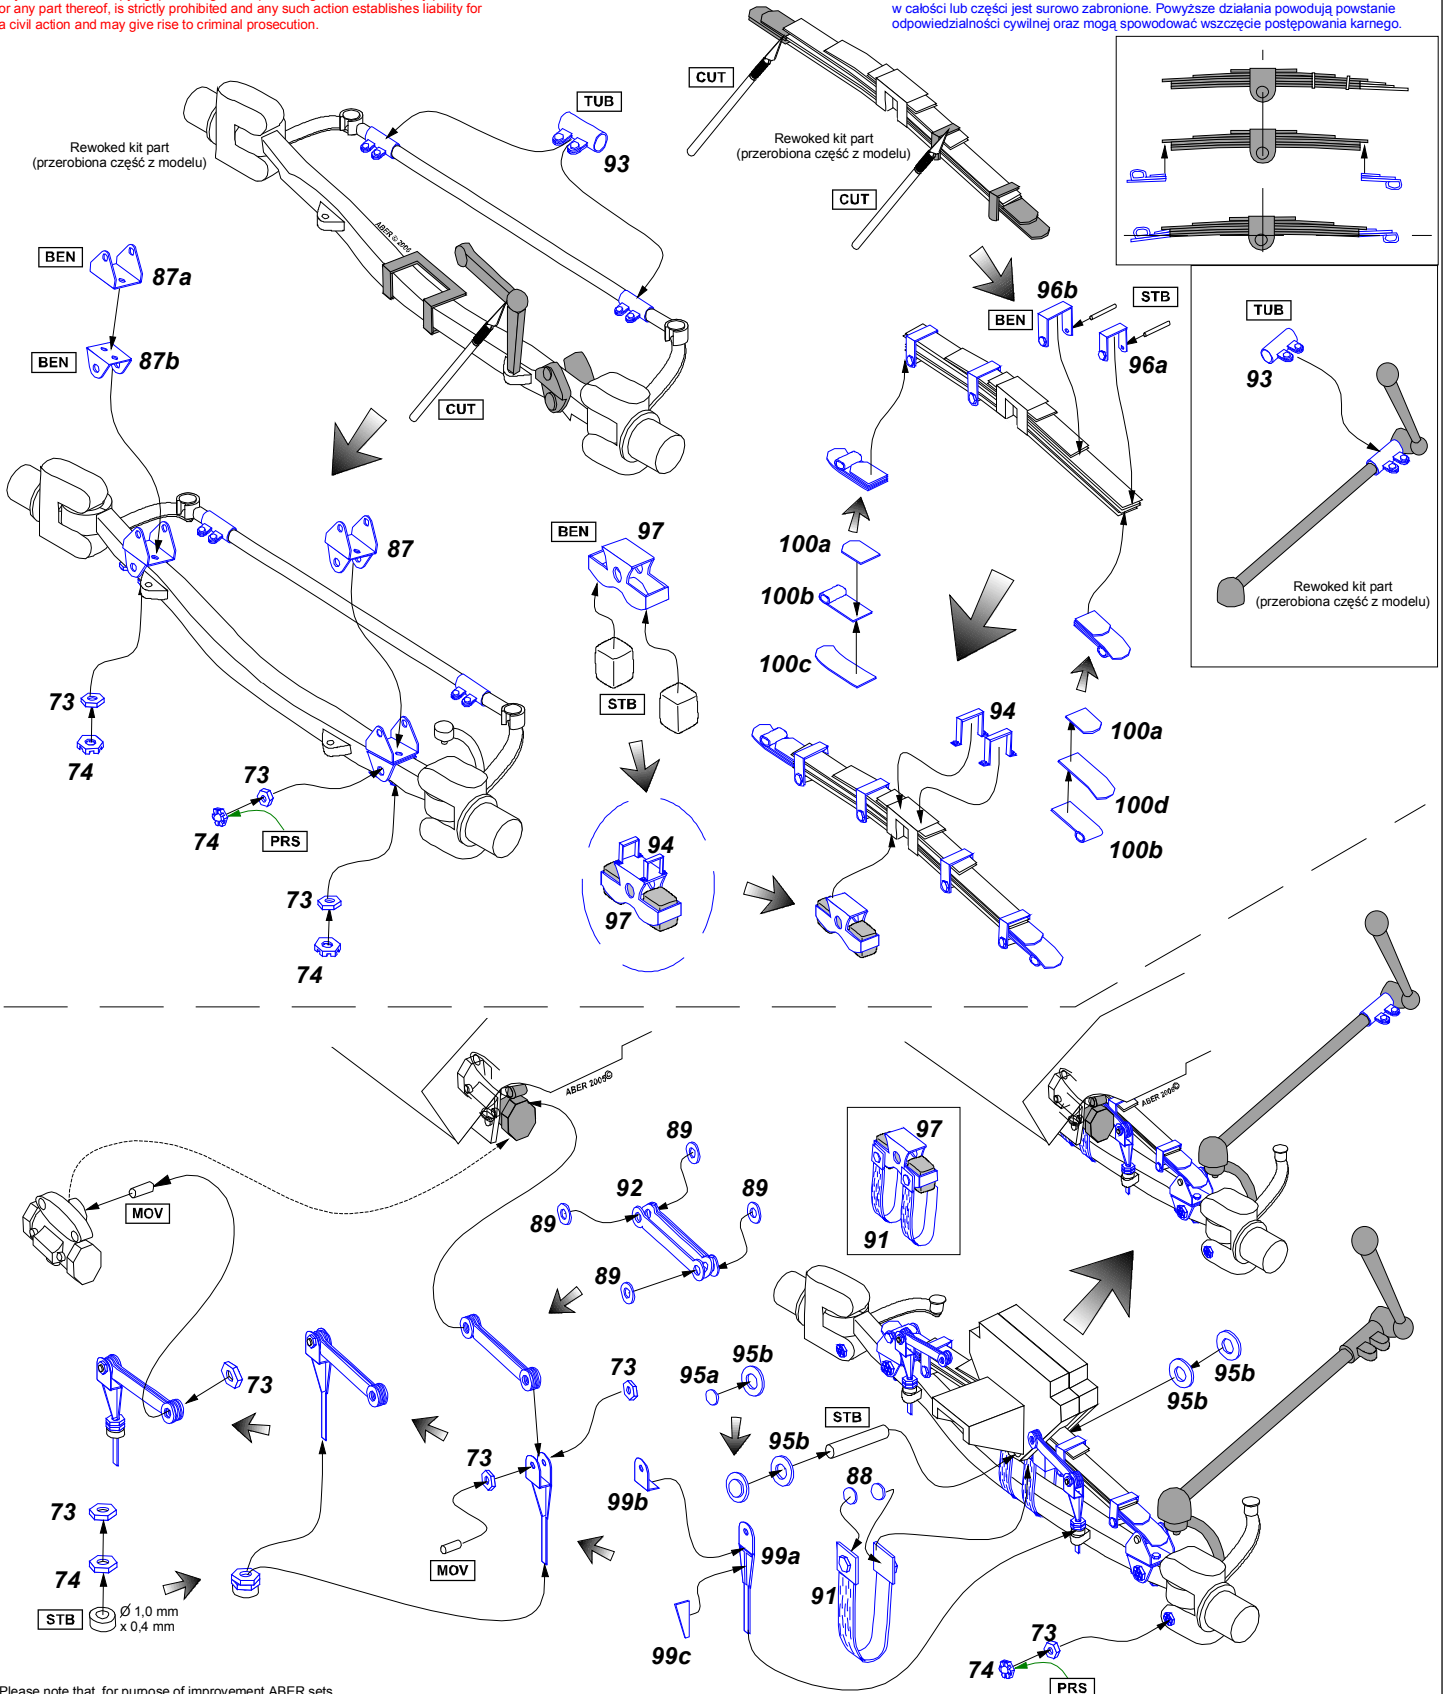 or any part thereof, is strictly prohibited and any such action establishes liability for
a civil action and may give rise to criminal prosecution.
w całości lub części jest surowo zabronione. Powyższe działania powodują powstanie
odpowiedzialności cywilnej oraz mogą spowodować wszczęcie postępowania karnego.
CUT
TUB
93
Rewoked kit part
(przerobiona część z modelu)
Rewoked kit part
(przerobiona część z modelu)
CUT
ABER © 2006
BEN
87a
BEN
87b
CUT
96b
STB
BEN
96a
TUB
93
Rewoked kit part
(przerobiona część z modelu)
87
BEN
97
100a
100b
100c
STB
73
74
94
100a
100d
100b
73
74
PRS
94
97
73
74
ABER 2006©
ABER 2006©
89
97
MOV
92
89
89
91
89
73
73
95a
95b
95b
95b
STB
95b
73
88
99b
73
MOV
99a
74
91
STB
Ø 1,0 mm
x 0,4 mm
99c
73
74
PRS
Please note that, for purpose of improvement ABER sets